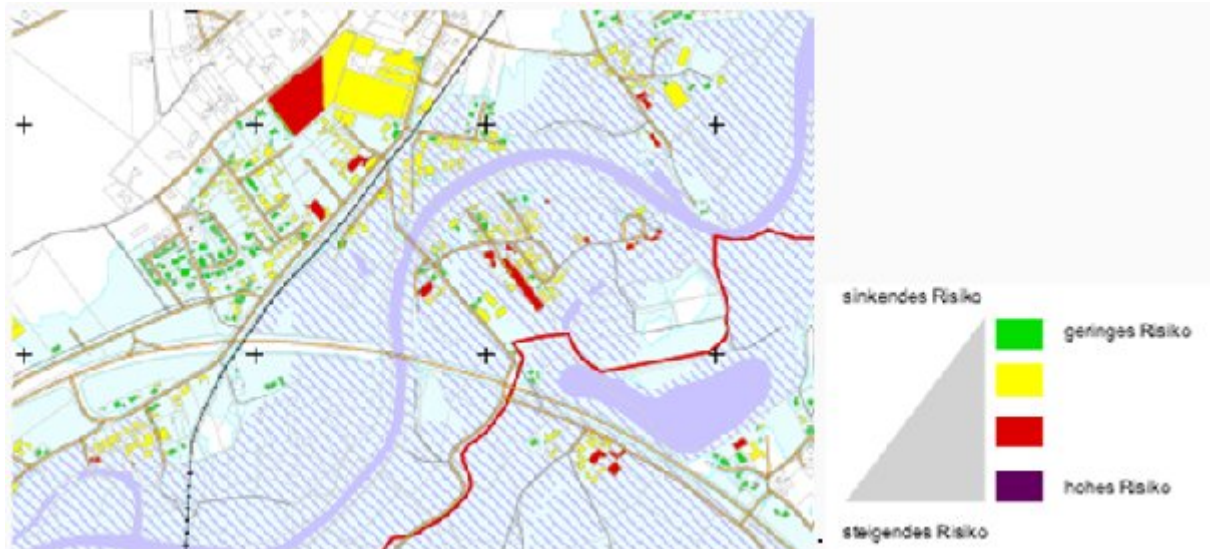 sinkendes Risiko
geringes Risiko
hohes Risiko
steigendes Risiko